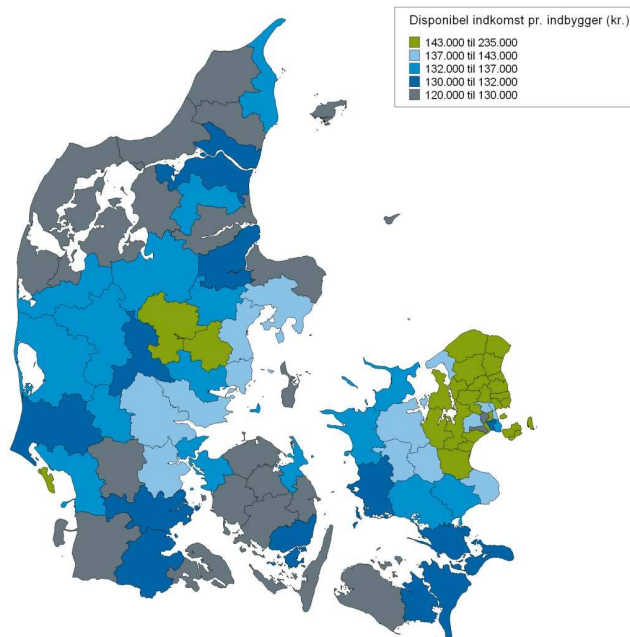 Disponibel indkomst pr. indbygger (kr.)
143.000 til 235.000
137.000 til 143.000
132.000 til 137.000
130.000 til 132.000
120.000 til 130.000